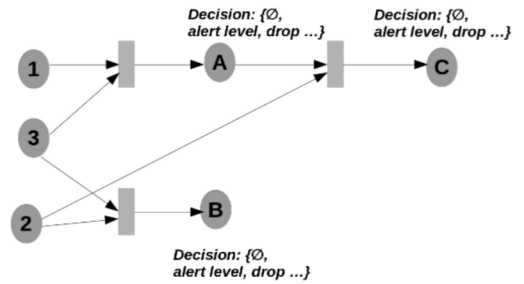 Decision: {∅,
alert level, drop ...}
Decision: {∅,
alert level, drop ...}
1
A
C
3
2
B
Decision: {∅,
alert level, drop ...}